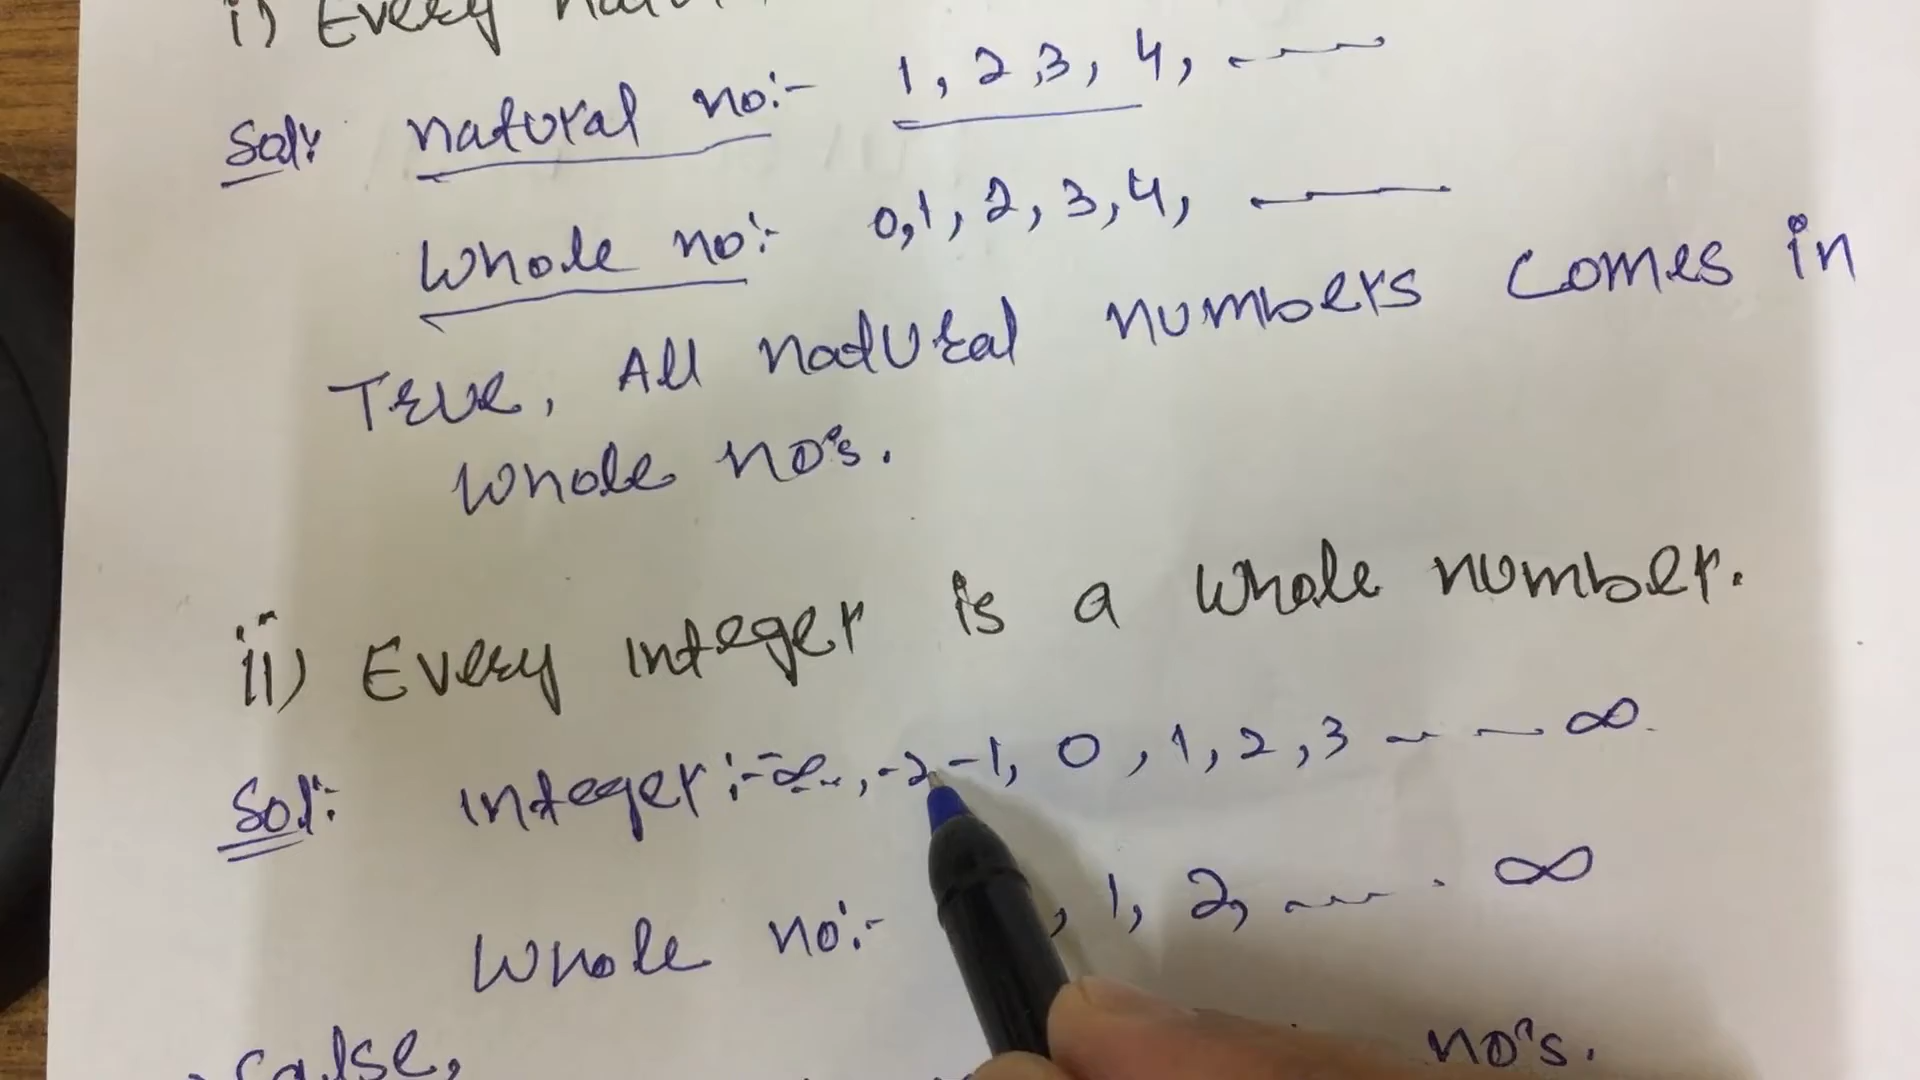 i) Every
Sol: natural no:- 1, 2, 3, 4, ——
Whole no:- 0, 1, 2, 3, 4, ——
True, All natural numbers comes in
whole no's.
ii) Every integer is a whole number.
Sol: integer :- -∞.., -2 -1, 0, 1, 2, 3 - - - ∞.
Whole no:- , 1, 2, ..... ∞
False,
no's.